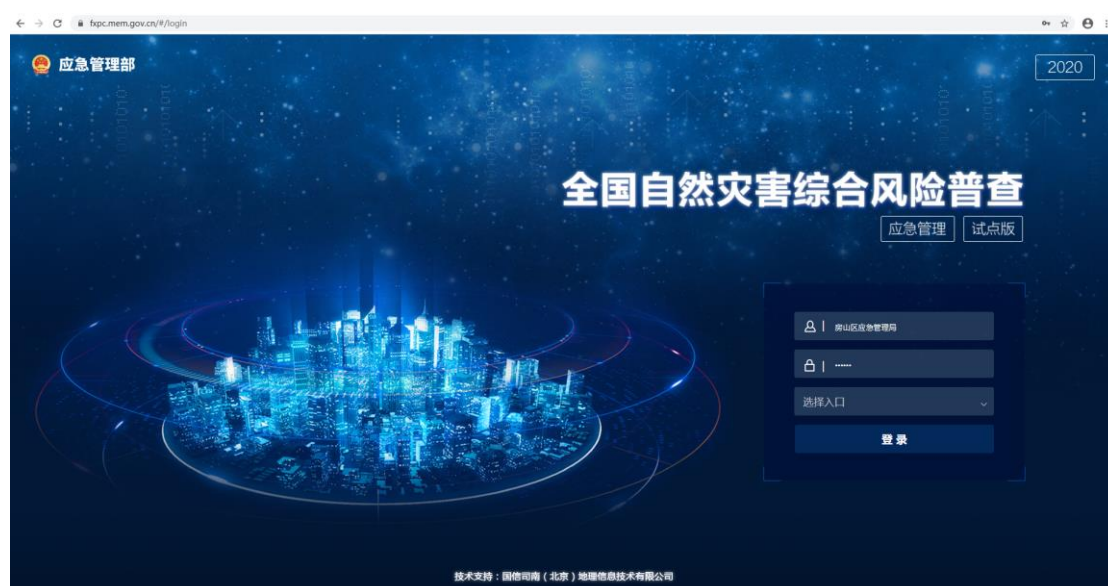 fxpc.mem.gov.cn/#/login
应急管理部
2020
全国自然灾害综合风险普查
应急管理 试点版
房山区应急管理局
······
选择入口
登录
技术支持：国信司南（北京）地理信息技术有限公司